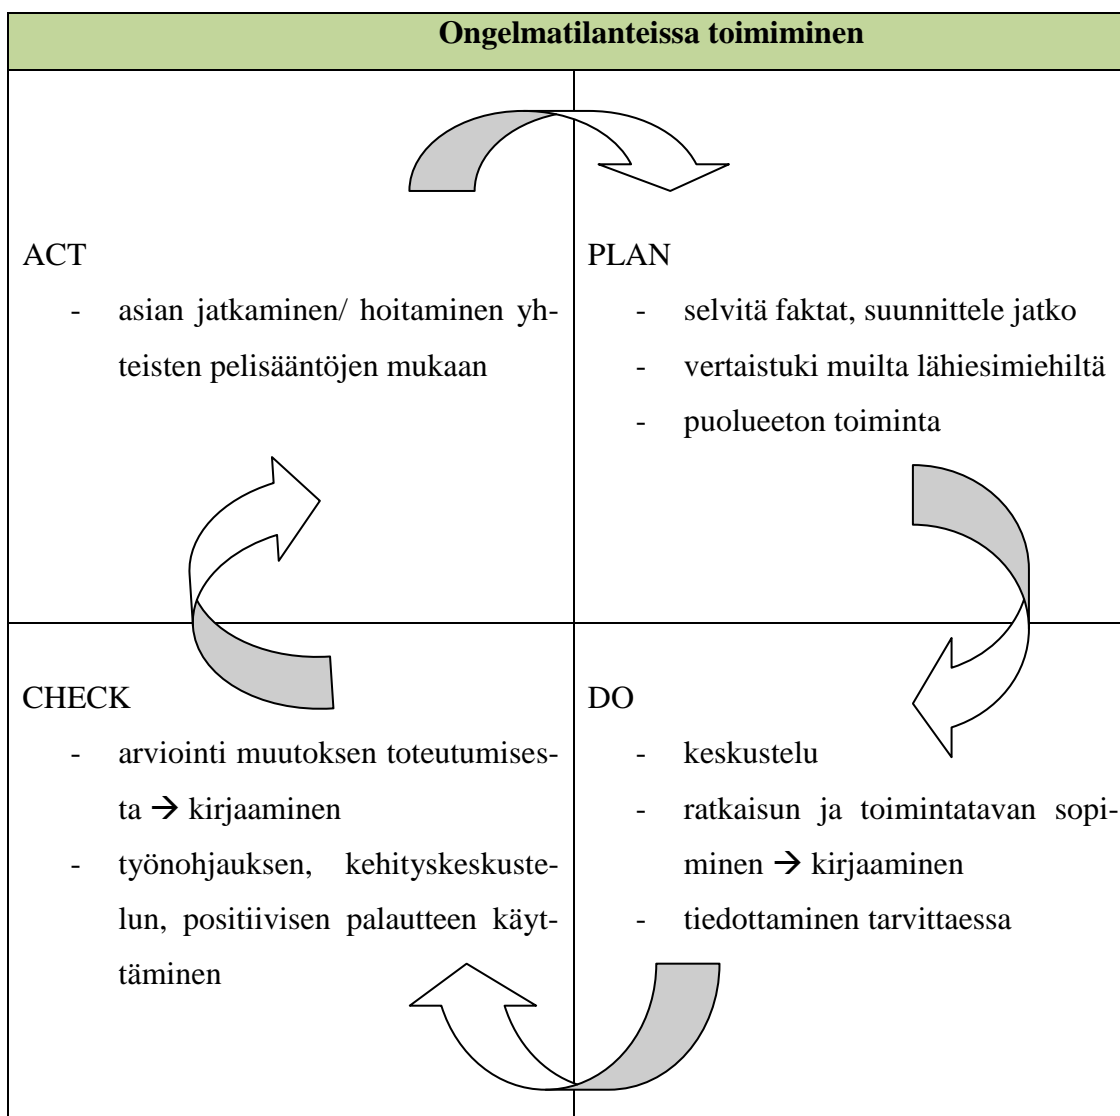 Ongelmatilanteissa toimiminen
ACT
- asian jatkaminen/ hoitaminen yh-
teisten pelisääntöjen mukaan
PLAN
- selvitä faktat, suunnittele jatko
- vertaistuki muilta lähiesimiehiltä
- puolueeton toiminta
CHECK
- arviointi muutoksen toteutumises-
ta → kirjaaminen
- työnohjauksen, kehityskeskuste-
lun, positiivisen palautteen käyt-
täminen
DO
- keskustelu
- ratkaisun ja toimintatavan sopi-
minen → kirjaaminen
- tiedottaminen tarvittaessa